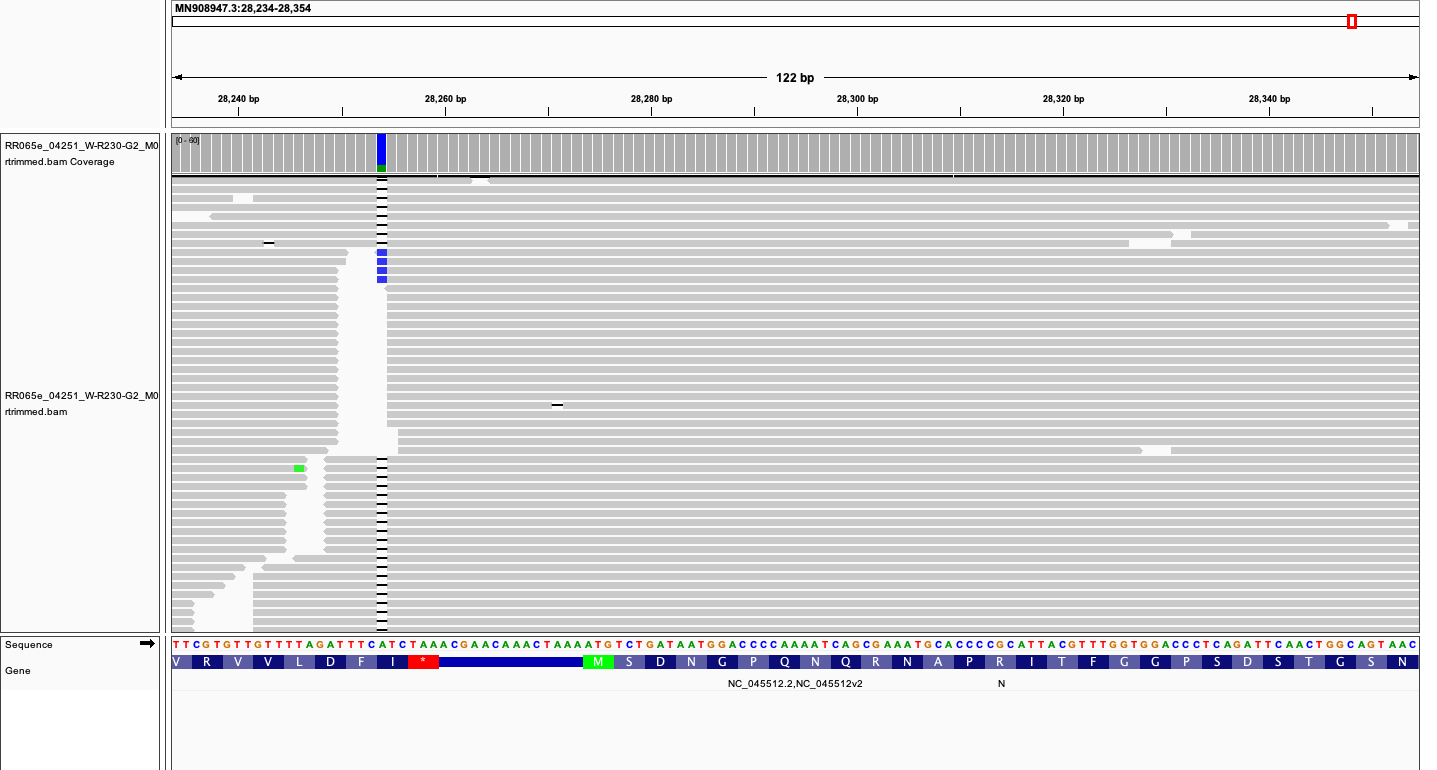 MN908947.3:28,234-28,354
122 bp
28,240 bp 28,260 bp 28,280 bp 28,300 bp 28,320 bp 28,340 bp
RR065e_04251_W-R230-G2_M0
rtrimmed.bam Coverage
[0 - 60]
RR065e_04251_W-R230-G2_M0
rtrimmed.bam
Sequence
TTCGTGTTGTTTTAGATTTCATCTAAACGAACAAACTAAAATGTCTGATAATGGACCCCAAAATCAGCGAAATGCACCCCGCATTACGTTTGGTGGACCCTCAGATTCAACTGGCAGTAAC
Gene
V R V V L D F I * M S D N G P Q N Q R N A P R I T F G G P S D S T G S N
NC_045512.2,NC_045512v2 N